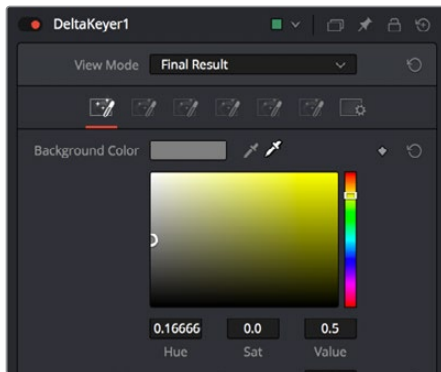 DeltaKeyer1
View Mode Final Result
Background Color
0.16666 0.0 0.5
Hue Sat Value